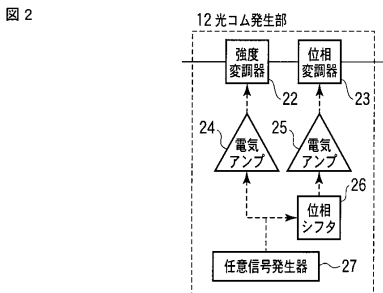 図2
12光コム発生部
強度
変調器
22
位相
変調器
23
24
電気
アンプ
25
電気
アンプ
26
位相
シフタ
任意信号発生器
27